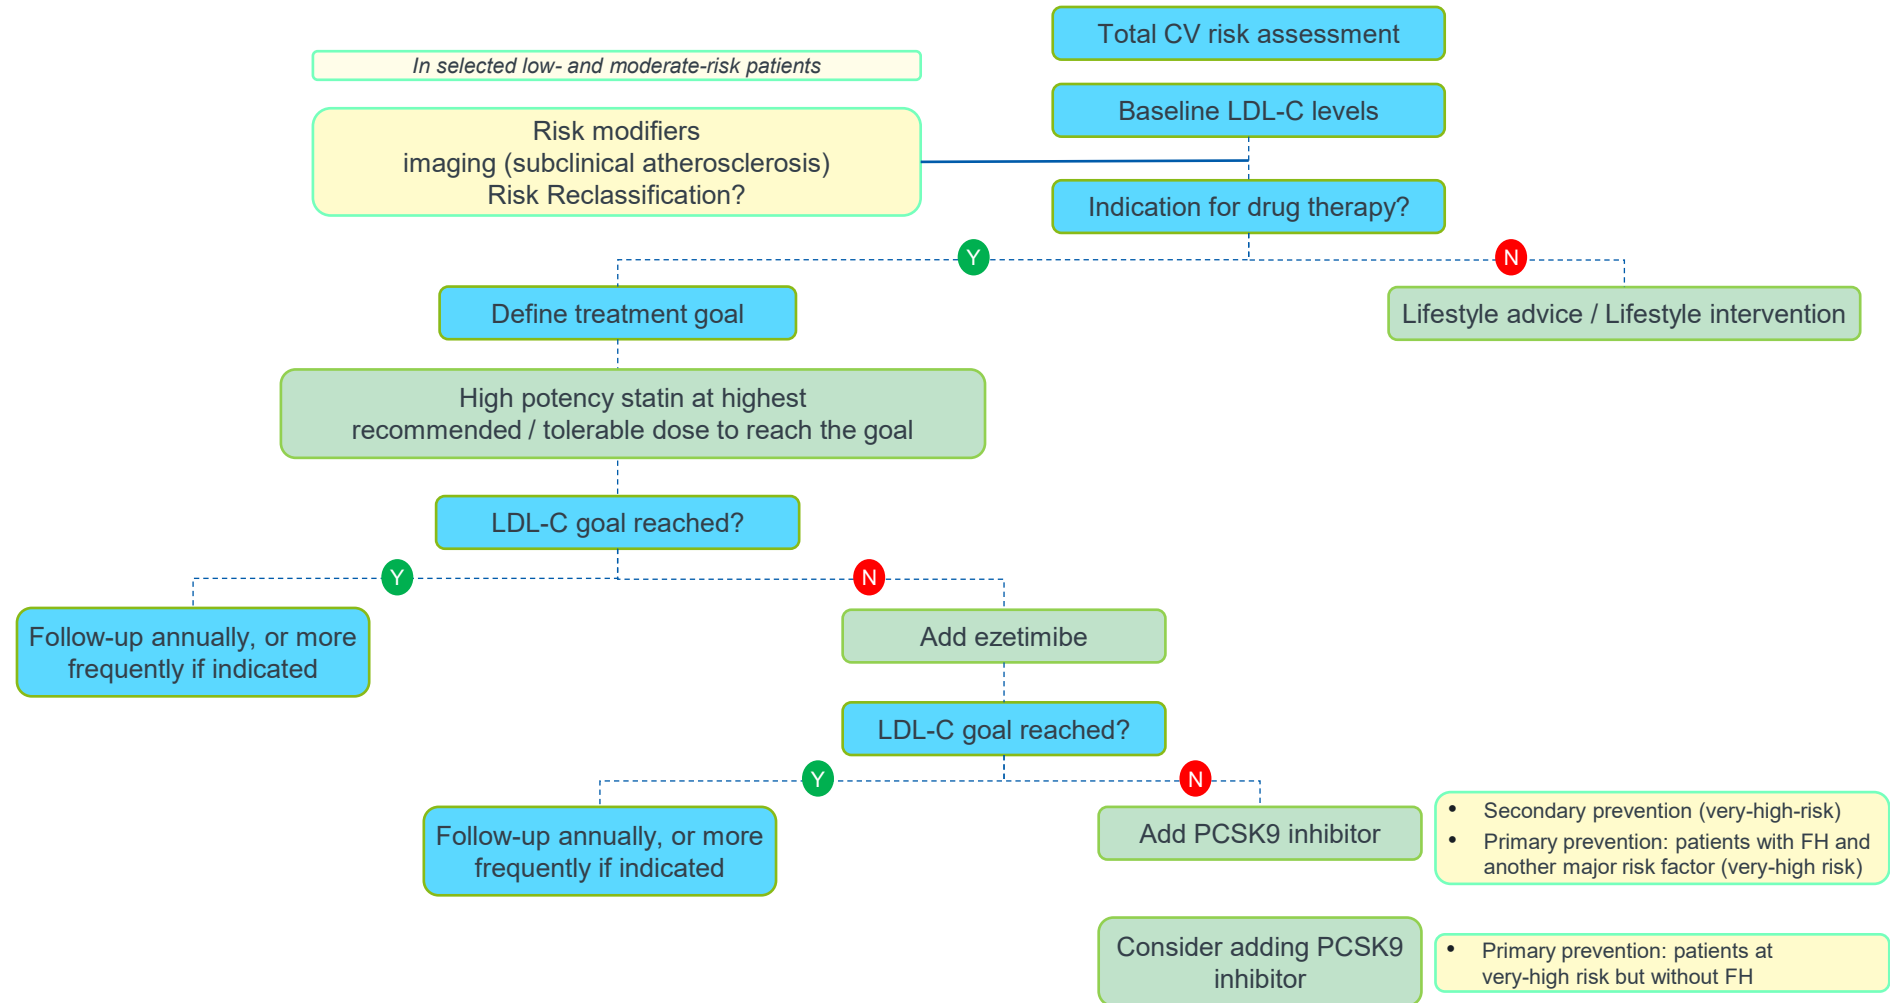 Total CV risk assessment
In selected low- and moderate-risk patients
Baseline LDL-C levels
Risk modifiers
imaging (subclinical atherosclerosis)
Risk Reclassification?
Indication for drug therapy?
Y
N
Define treatment goal
Lifestyle advice / Lifestyle intervention
High potency statin at highest
recommended / tolerable dose to reach the goal
LDL-C goal reached?
Y
N
Follow-up annually, or more
frequently if indicated
Add ezetimibe
LDL-C goal reached?
Y
N
Follow-up annually, or more
frequently if indicated
Add PCSK9 inhibitor
• Secondary prevention (very-high-risk)
• Primary prevention: patients with FH and
another major risk factor (very-high risk)
Consider adding PCSK9
inhibitor
• Primary prevention: patients at
very-high risk but without FH